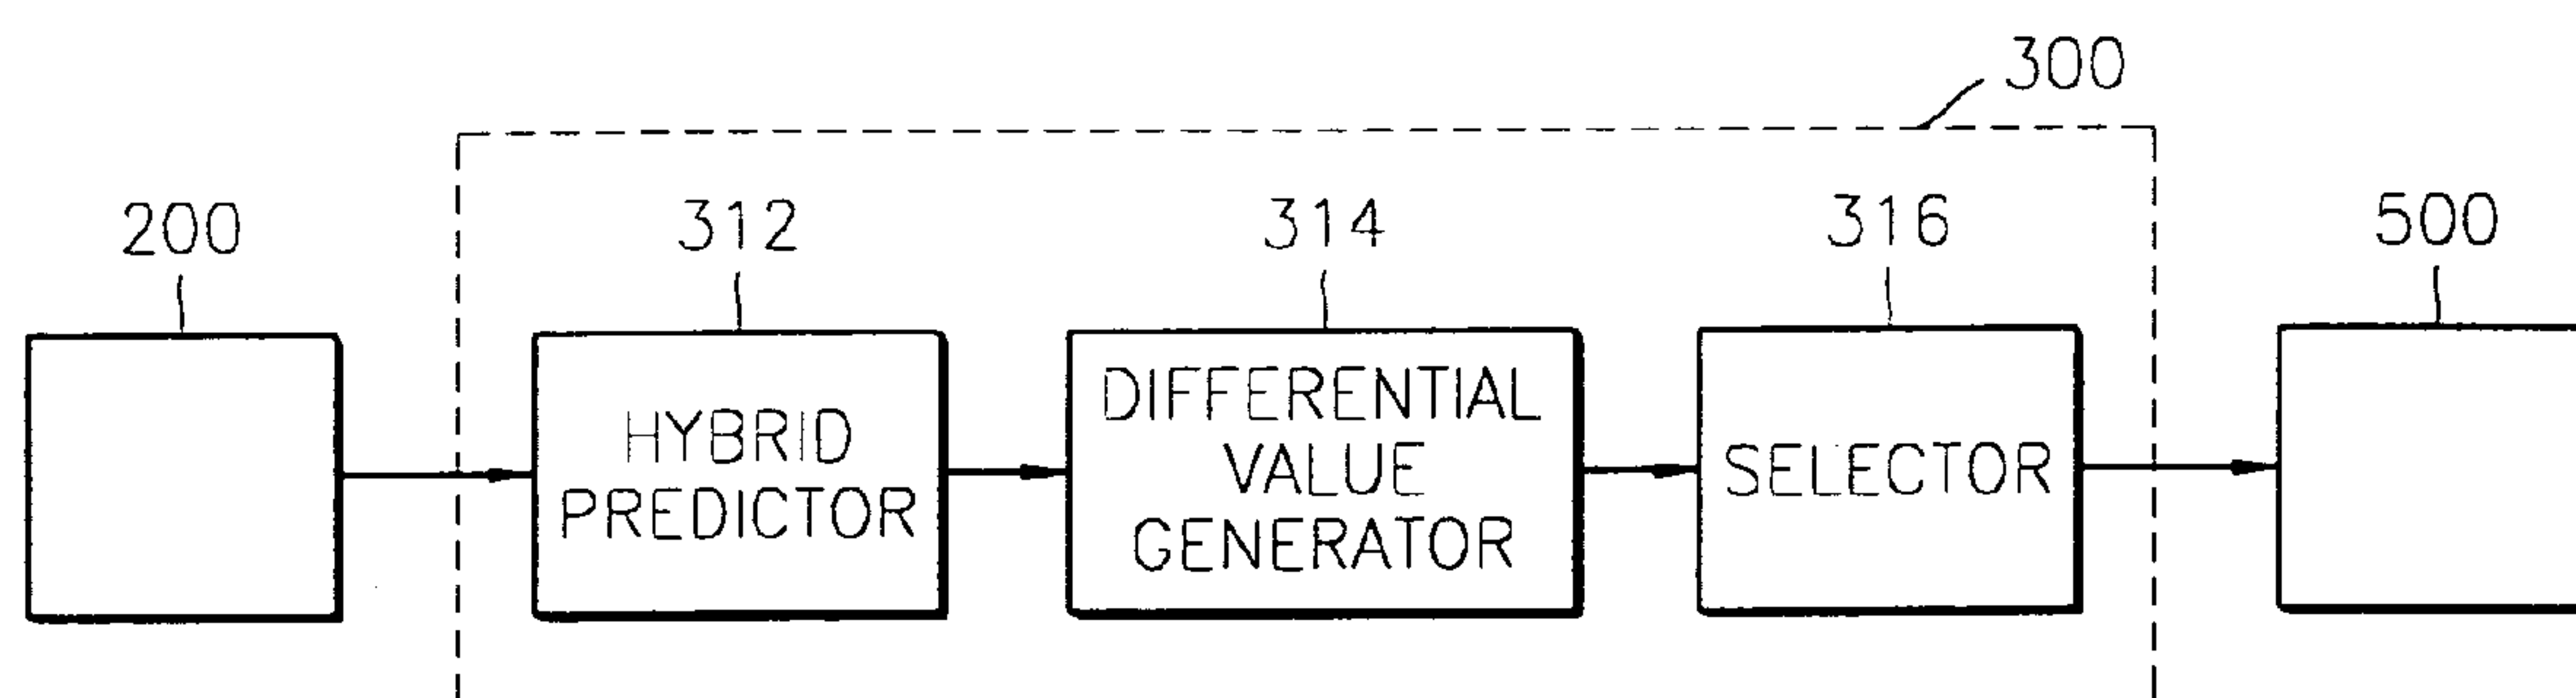 300
200
312
314
316
500
HYBRID
PREDICTOR
DIFFERENTIAL
VALUE
GENERATOR
SELECTOR